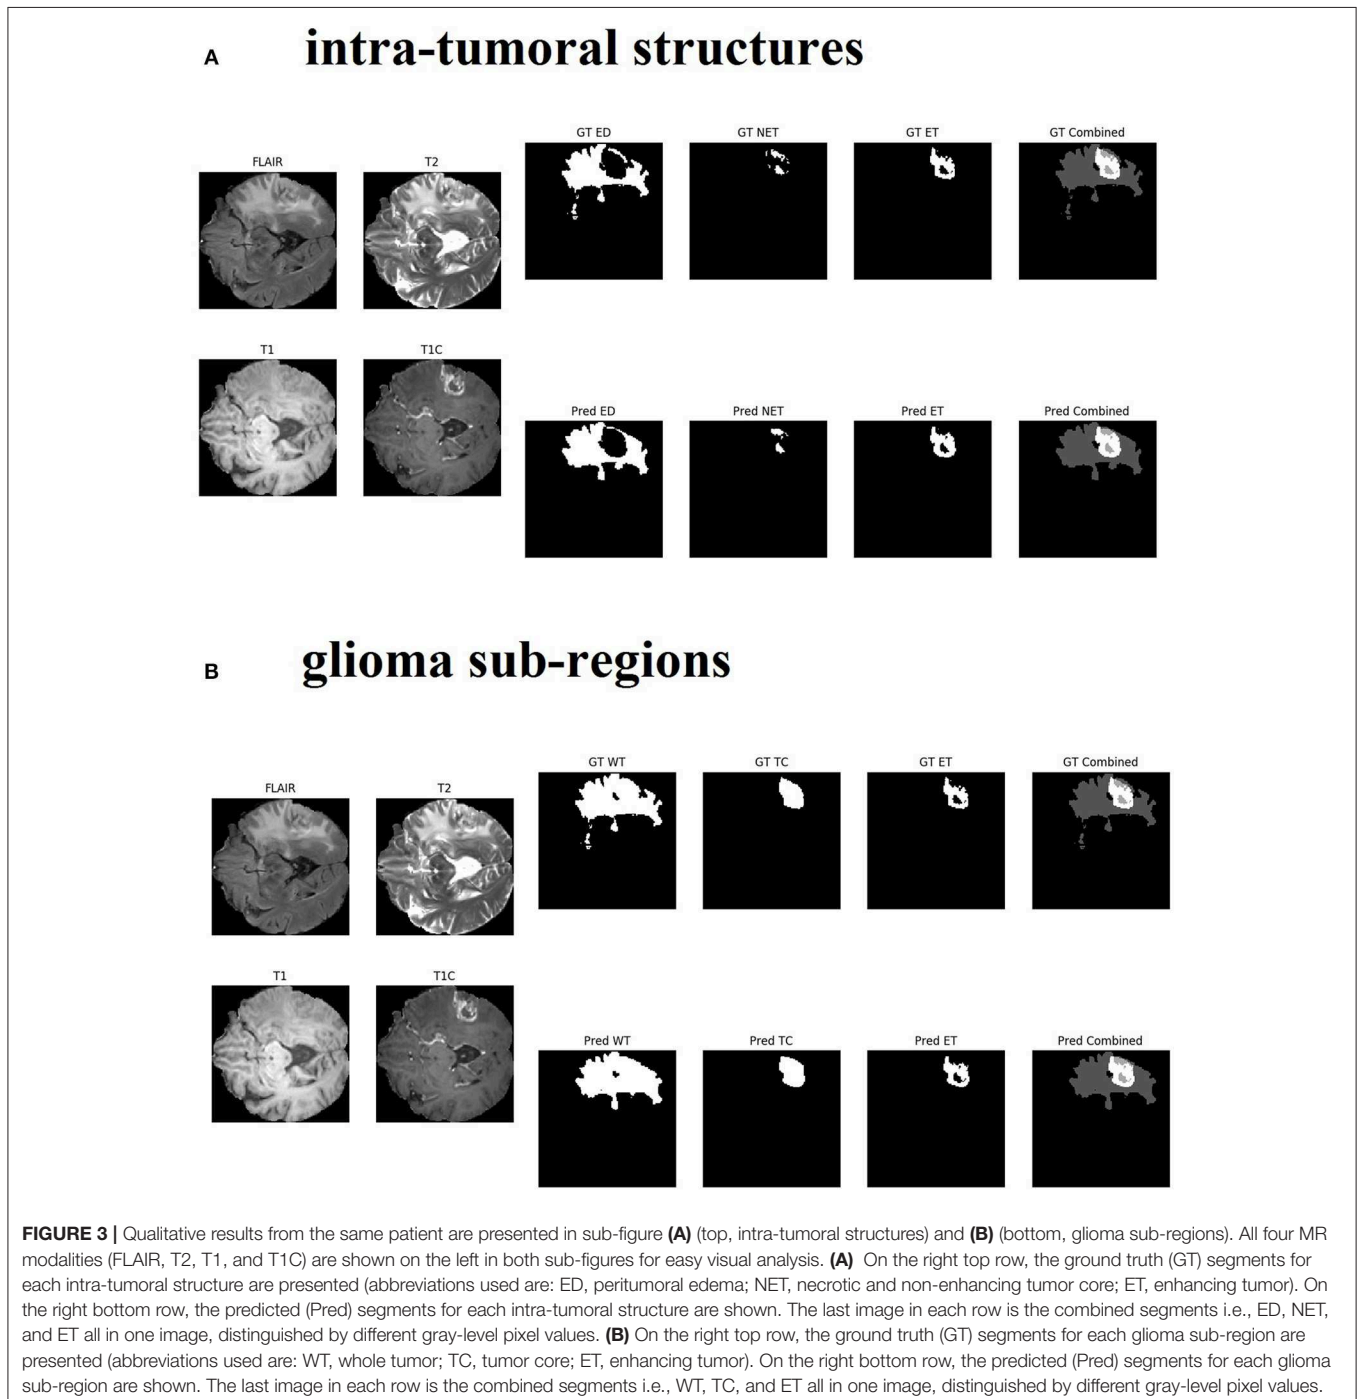 A intra-tumoral structures
GT ED GT NET GT ET GT Combined
FLAIR T2
T1 T1C
Pred ED Pred NET Pred ET Pred Combined
B glioma sub-regions
GT WT GT TC GT ET GT Combined
FLAIR T2
T1 T1C
Pred WT Pred TC Pred ET Pred Combined
FIGURE 3 | Qualitative results from the same patient are presented in sub-figure (A) (top, intra-tumoral structures) and (B) (bottom, glioma sub-regions). All four MR
modalities (FLAIR, T2, T1, and T1C) are shown on the left in both sub-figures for easy visual analysis. (A) On the right top row, the ground truth (GT) segments for
each intra-tumoral structure are presented (abbreviations used are: ED, peritumoral edema; NET, necrotic and non-enhancing tumor core; ET, enhancing tumor). On
the right bottom row, the predicted (Pred) segments for each intra-tumoral structure are shown. The last image in each row is the combined segments i.e., ED, NET,
and ET all in one image, distinguished by different gray-level pixel values. (B) On the right top row, the ground truth (GT) segments for each glioma sub-region are
presented (abbreviations used are: WT, whole tumor; TC, tumor core; ET, enhancing tumor). On the right bottom row, the predicted (Pred) segments for each glioma
sub-region are shown. The last image in each row is the combined segments i.e., WT, TC, and ET all in one image, distinguished by different gray-level pixel values.